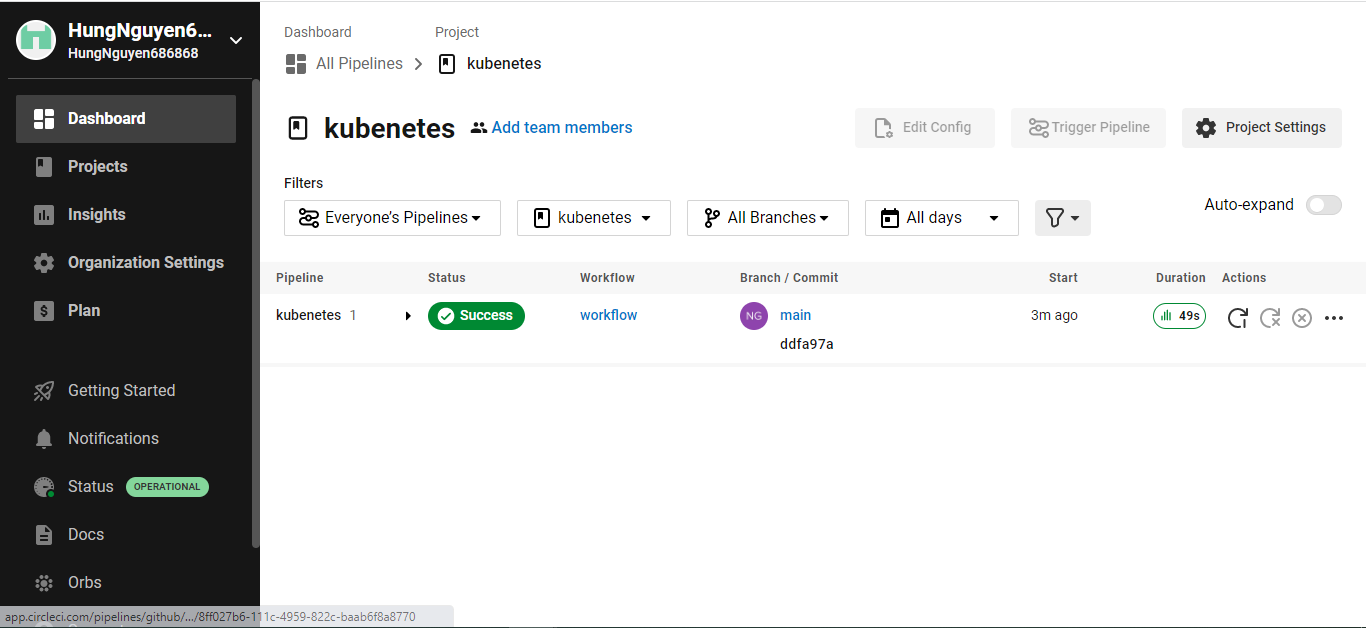 HungNguyen6...
HungNguyen686868
Dashboard
Projects
Insights
Organization Settings
$ Plan
Getting Started
Notifications
Status OPERATIONAL
Docs
Orbs
app.circleci.com/pipelines/github/.../8ff027b6-111c-4959-822c-baab6f8a8770
Dashboard Project
All Pipelines > kubenetes
kubenetes Add team members
Edit Config Trigger Pipeline Project Settings
Filters
Everyone’s Pipelines kubenetes All Branches All days
Auto-expand
Pipeline Status Workflow Branch / Commit Start Duration Actions
kubenetes 1 Success workflow NG main 3m ago 49s
ddfa97a